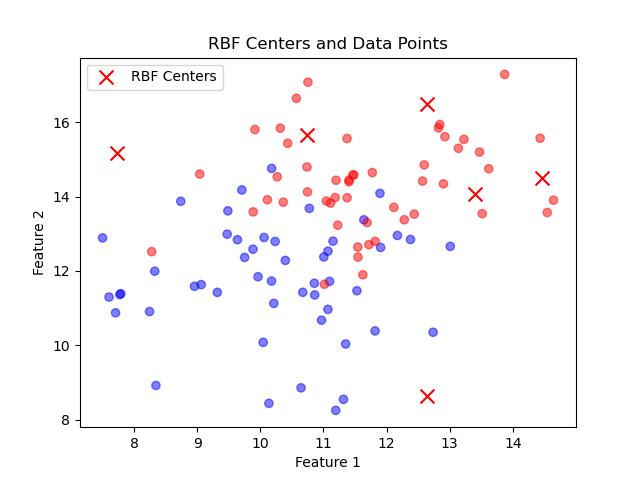 RBF Centers and Data Points
RBF Centers
16
14
12
10
8
Feature 2
8 9 10 11 12 13 14
Feature 1